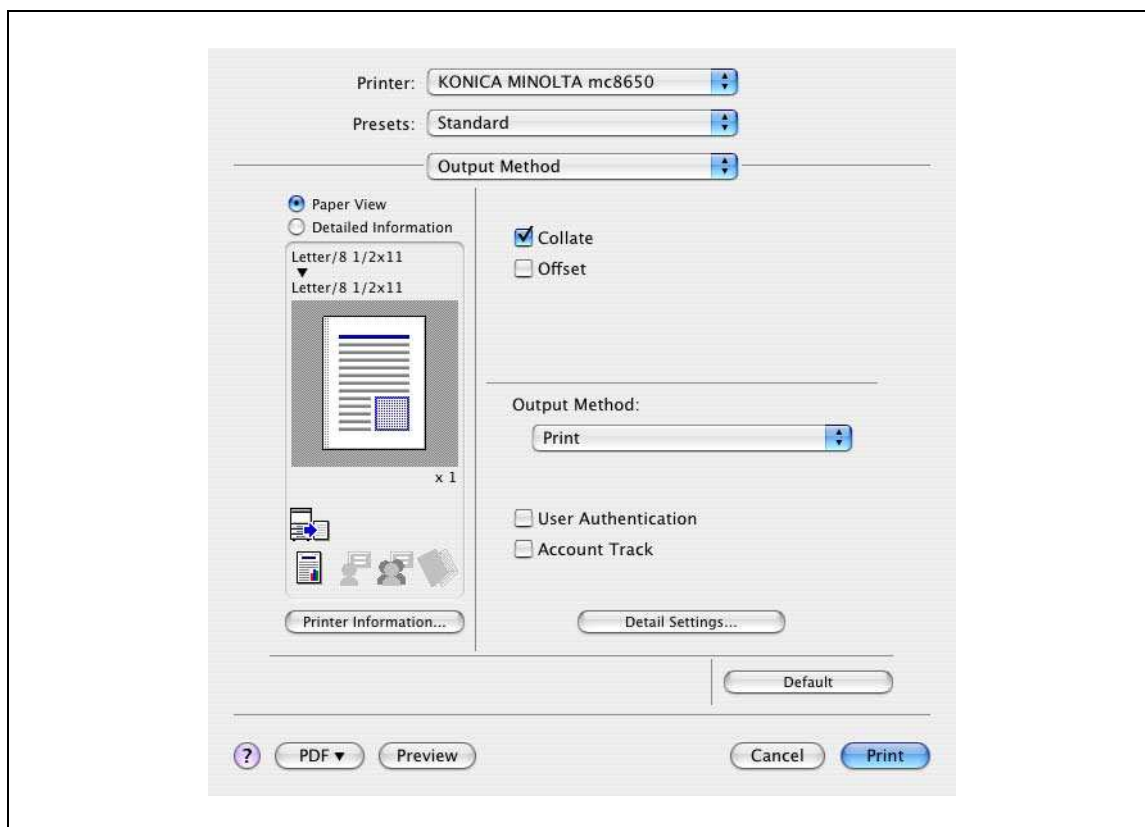 Printer: KONICA MINOLTA mc8650
Presets: Standard
Output Method
Paper View
Detailed Information
Letter/8 1/2x11
Letter/8 1/2x11
x 1
Printer Information...
Collate
Offset
Output Method:
Print
User Authentication
Account Track
Detail Settings...
Default
? PDF ▼ Preview Cancel Print